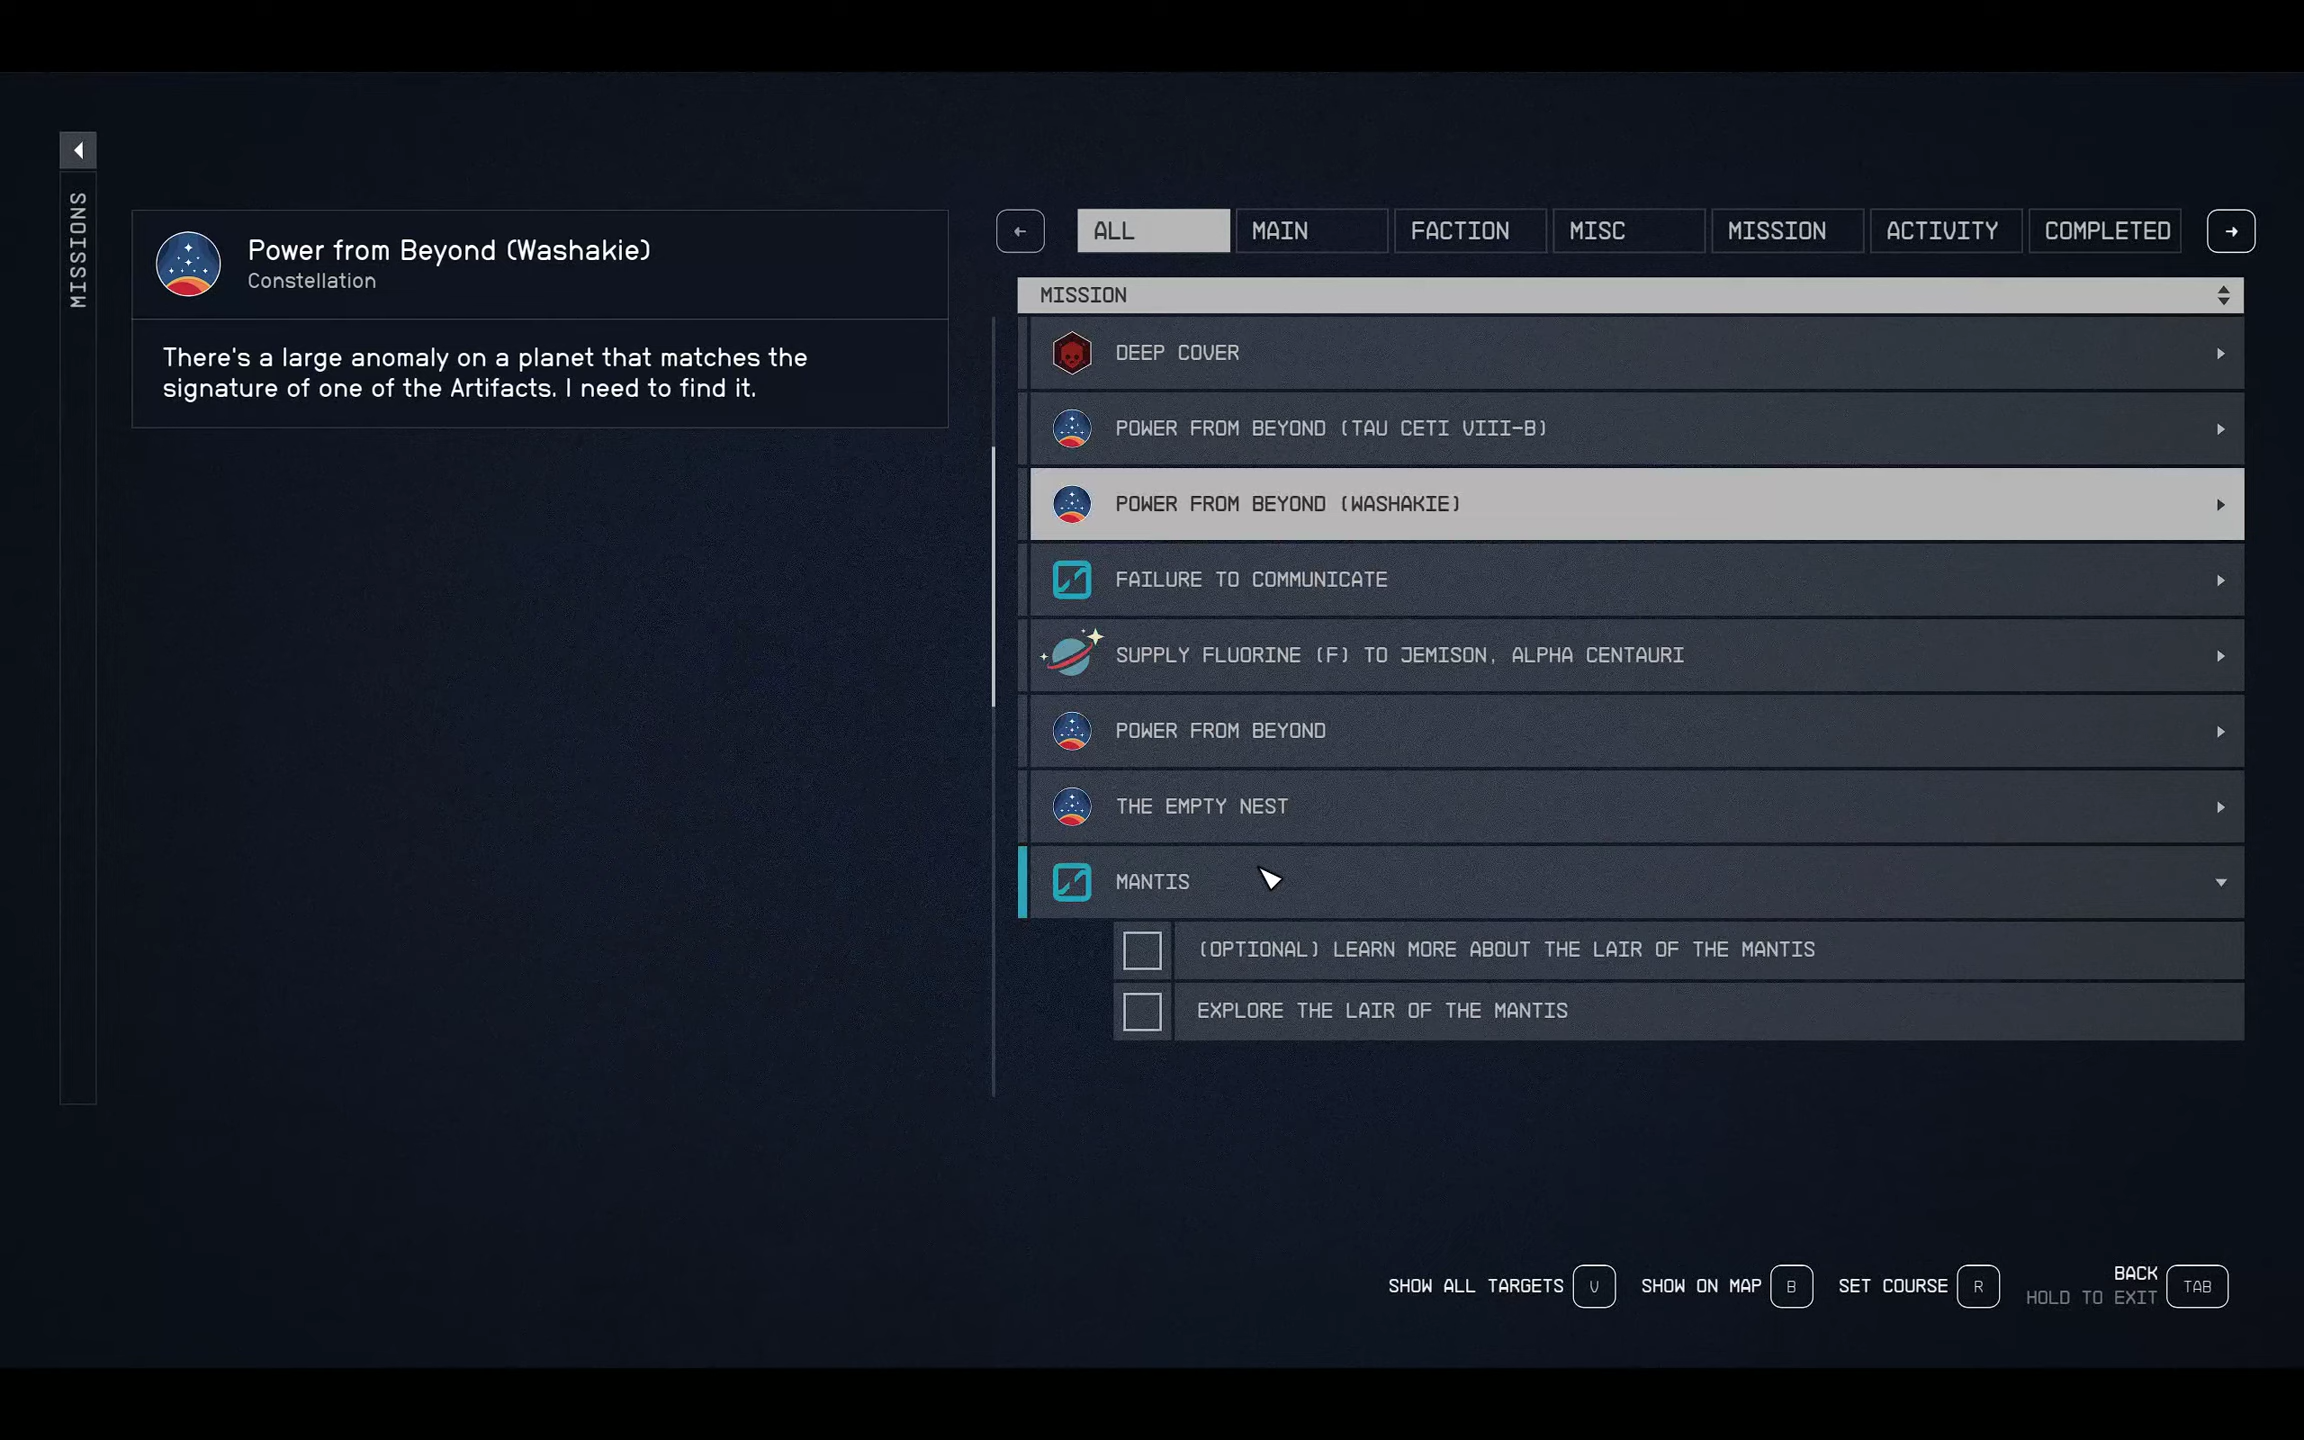 MISSIONS
Power from Beyond (Washakie)
Constellation
There's a large anomaly on a planet that matches the
signature of one of the Artifacts. I need to find it.
ALL
MAIN
FACTION
MISC
MISSION
ACTIVITY
COMPLETED
MISSION
DEEP COVER
POWER FROM BEYOND (TAU CETI VIII-B)
POWER FROM BEYOND (WASHAKIE)
FAILURE TO COMMUNICATE
SUPPLY FLUORINE (F) TO JEMISON, ALPHA CENTAURI
POWER FROM BEYOND
THE EMPTY NEST
MANTIS
(OPTIONAL) LEARN MORE ABOUT THE LAIR OF THE MANTIS
EXPLORE THE LAIR OF THE MANTIS
SHOW ALL TARGETS V
SHOW ON MAP B
SET COURSE R
BACK
HOLD TO EXIT
TAB